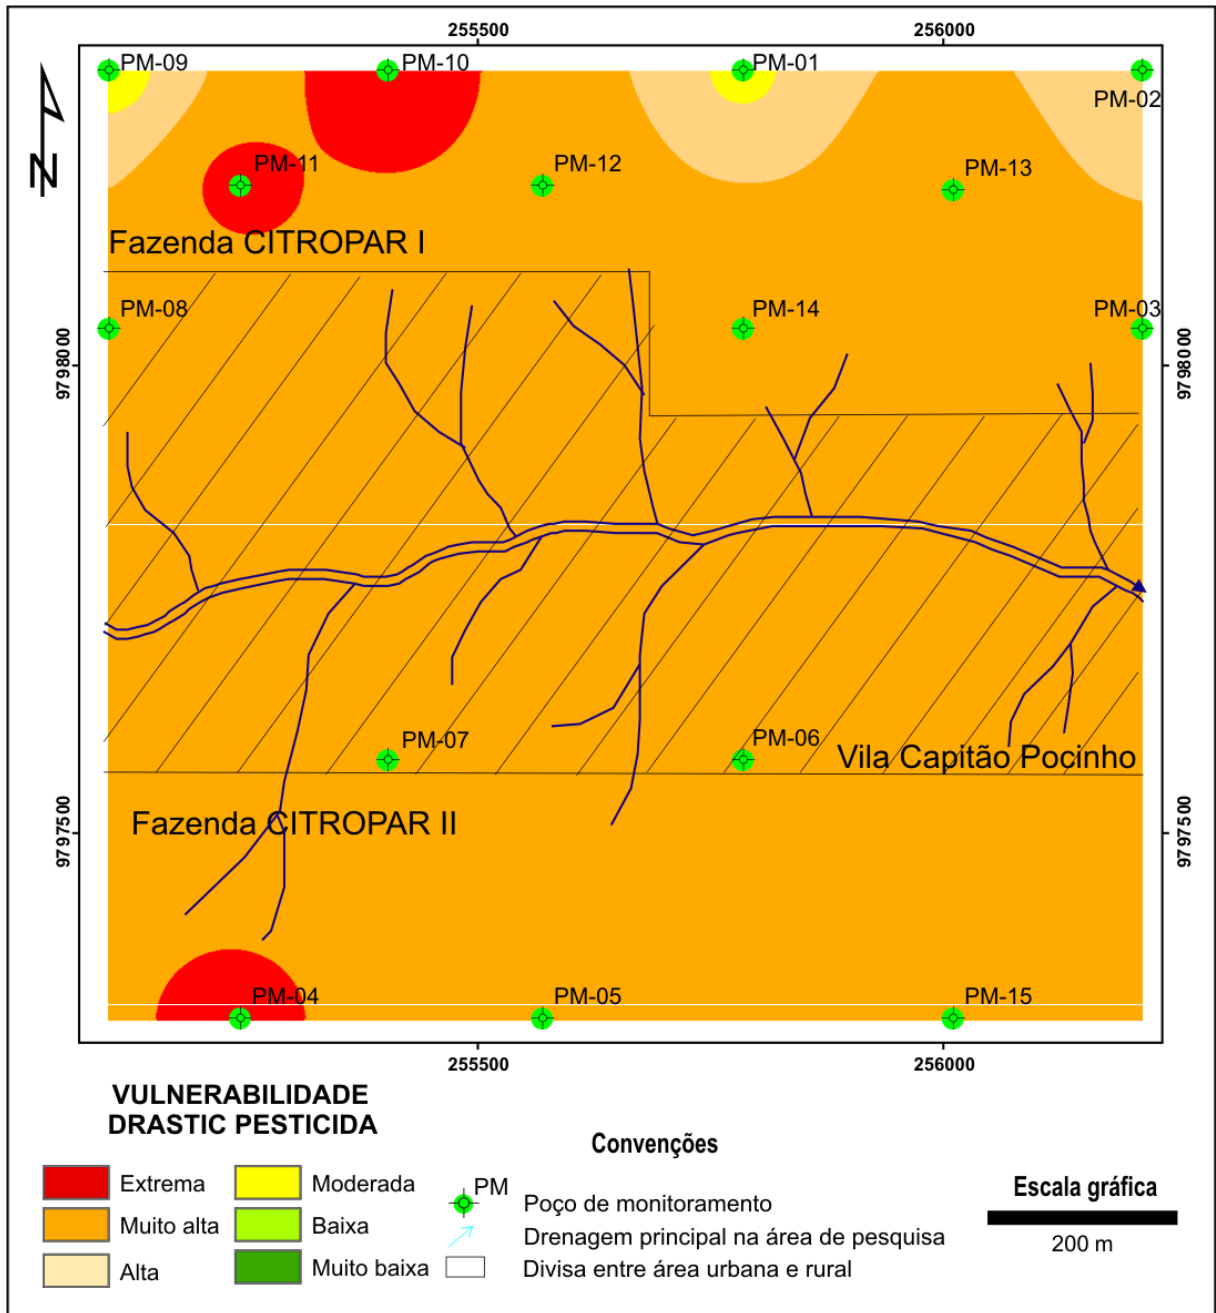 255500
256000
PM-09
PM-10
PM-01
PM-02
N
PM-11
PM-12
PM-13
Fazenda CITROPAR I
PM-08
PM-14
PM-03
9798000
9798000
PM-07
PM-06
Vila Capitão Pocinho
Fazenda CITROPAR II
9797500
9797500
PM-04
PM-05
PM-15
255500
256000
VULNERABILIDADE
DRASTIC PESTICIDA
Extrema
Muito alta
Alta
Moderada
Baixa
Muito baixa
Convenções
PM
Poço de monitoramento
Drenagem principal na área de pesquisa
Divisa entre área urbana e rural
Escala gráfica
200 m